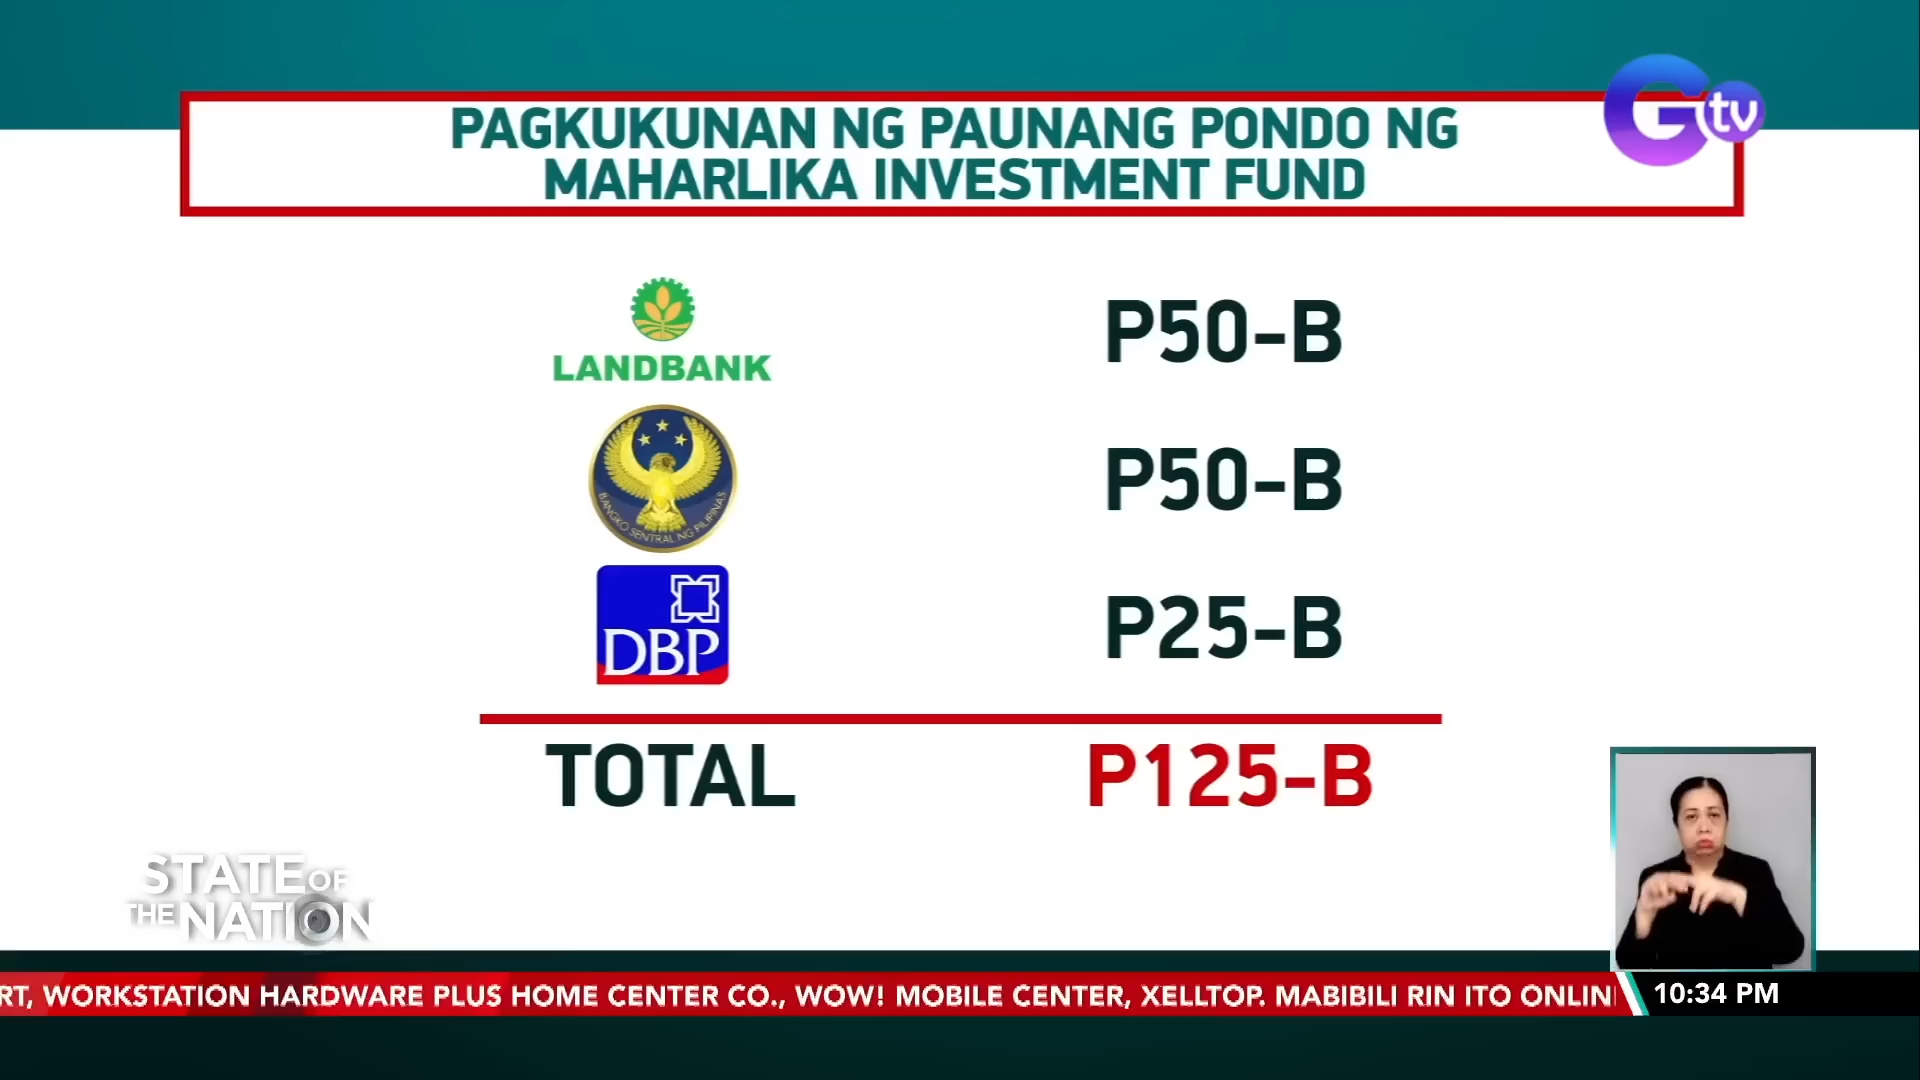 PAGKUKUNAN NG PAUNANG PONDO NG
MAHARLIKA INVESTMENT FUND
Gtv
LANDBANK
P50-B
BANGKO SENTRAL NG PILIPINAS
P50-B
DBP
P25-B
TOTAL
P125-B
STATE OF
THE NATION
RT, WORKSTATION HARDWARE PLUS HOME CENTER CO., WOW! MOBILE CENTER, XELLTOP. MABIBILI RIN ITO ONLIN
10:34 PM